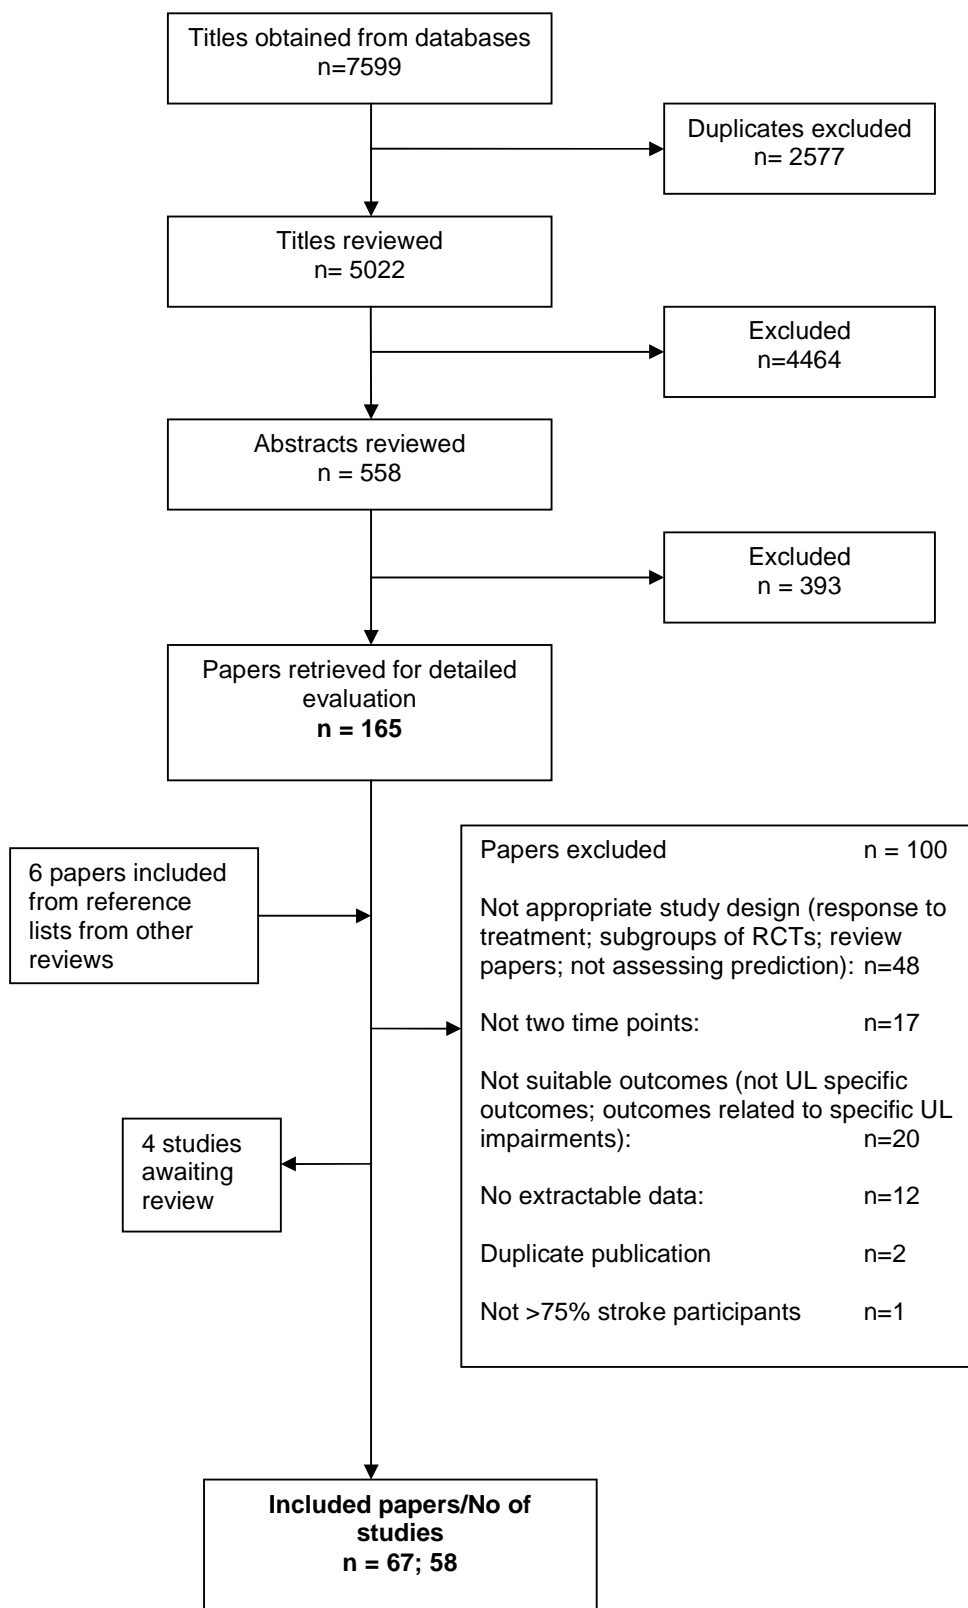 Titles obtained from databases
n=7599
Duplicates excluded
n= 2577
Titles reviewed
n= 5022
Excluded
n=4464
Abstracts reviewed
n = 558
Excluded
n = 393
Papers retrieved for detailed
evaluation
n = 165
6 papers included
from reference
lists from other
reviews
Papers excluded n = 100
Not appropriate study design (response to
treatment; subgroups of RCTs; review
papers; not assessing prediction): n=48
Not two time points: n=17
Not suitable outcomes (not UL specific
outcomes; outcomes related to specific UL
impairments): n=20
No extractable data: n=12
Duplicate publication n=2
Not >75% stroke participants n=1
4 studies
awaiting
review
Included papers/No of
studies
n = 67; 58